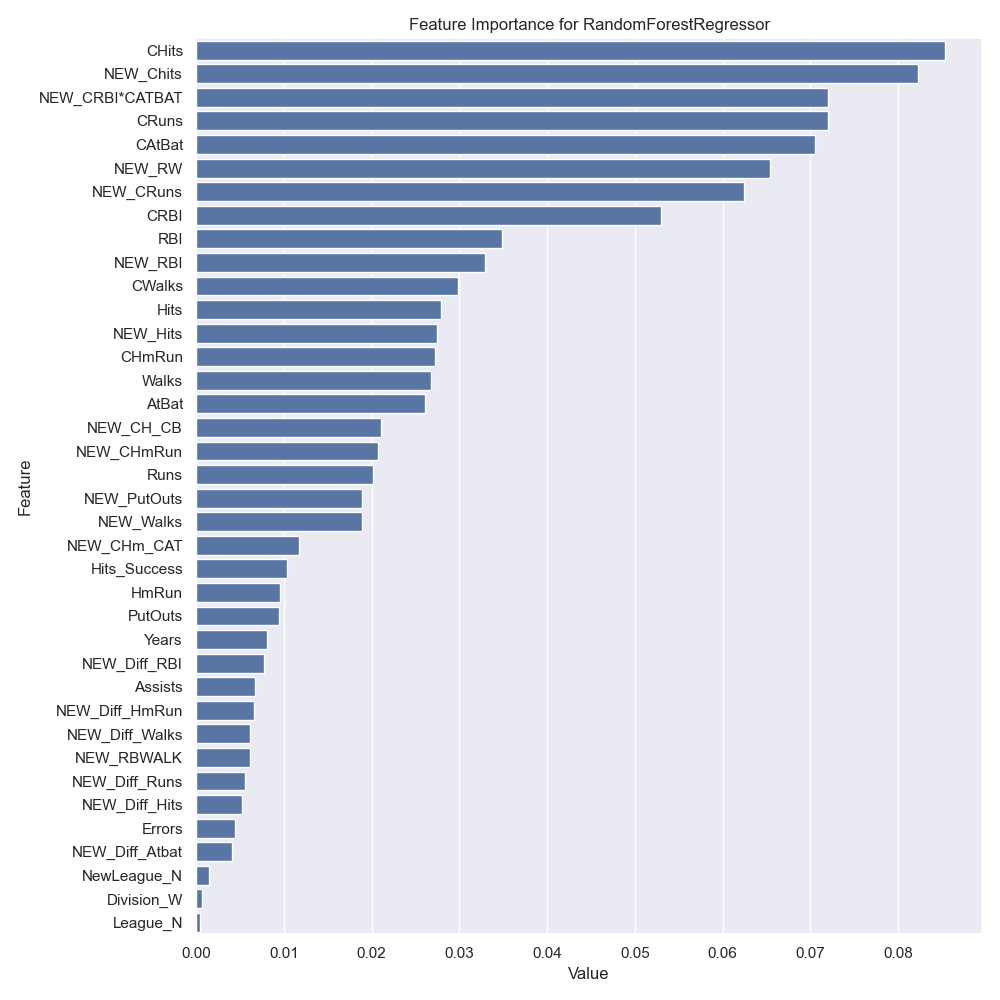 Feature Importance for RandomForestRegressor
CHits
NEW_Chits
NEW_CRBI*CATBAT
CRuns
CAtBat
NEW_RW
NEW_CRuns
CRBI
RBI
NEW_RBI
CWalks
Hits
NEW_Hits
CHmRun
Walks
AtBat
NEW_CH_CB
NEW_CHmRun
Runs
NEW_PutOuts
NEW_Walks
NEW_CHm_CAT
Hits_Success
HmRun
PutOuts
Years
NEW_Diff_RBI
Assists
NEW_Diff_HmRun
NEW_Diff_Walks
NEW_RBWALK
NEW_Diff_Runs
NEW_Diff_Hits
Errors
NEW_Diff_Atbat
NewLeague_N
Division_W
League_N
Feature
0.00 0.01 0.02 0.03 0.04 0.05 0.06 0.07 0.08
Value